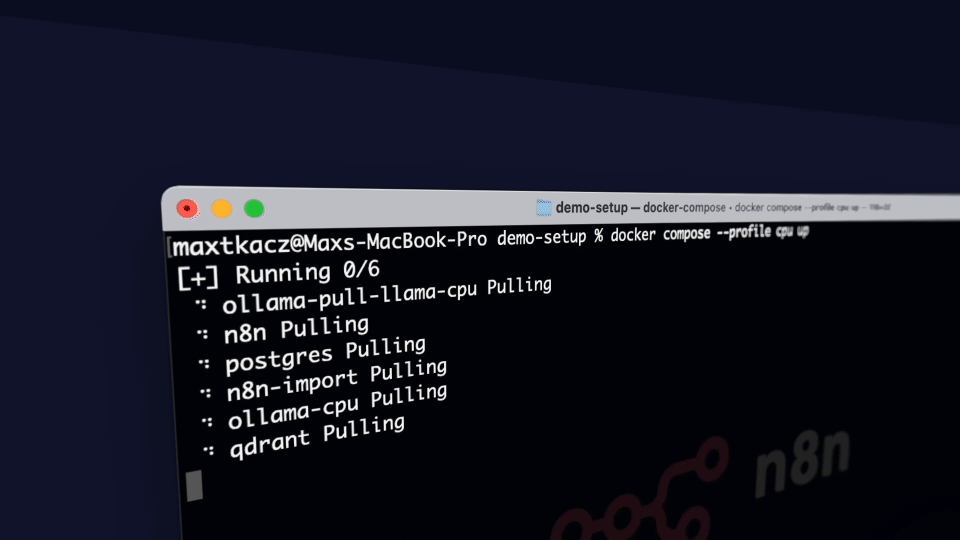 demo-setup — docker-compose • docker compose --profile cpu up —
maxtkacz@Maxs-MacBook-Pro demo-setup % docker compose --profile cpu up
[+] Running 0/6
ollama-pull-llama-cpu Pulling
n8n Pulling
postgres Pulling
n8n-import Pulling
ollama-cpu Pulling
qdrant Pulling
n8n